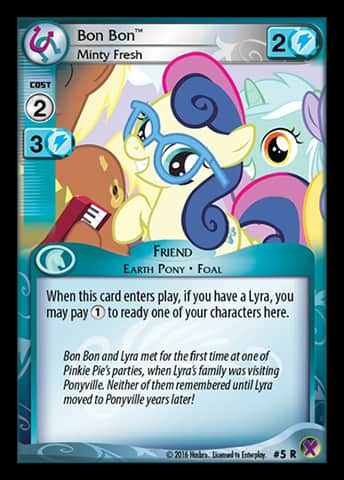 Bon Bon™
Minty Fresh
2
COST
2
3
FRIEND
EARTH PONY • FOAL
When this card enters play, if you have a Lyra, you
may pay 1 to ready one of your characters here.
Bon Bon and Lyra met for the first time at one of
Pinkie Pie's parties, when Lyra's family was visiting
Ponyville. Neither of them remembered until Lyra
moved to Ponyville years later!
© 2016 Hasbro. Licensed to Enterplay. #5 R